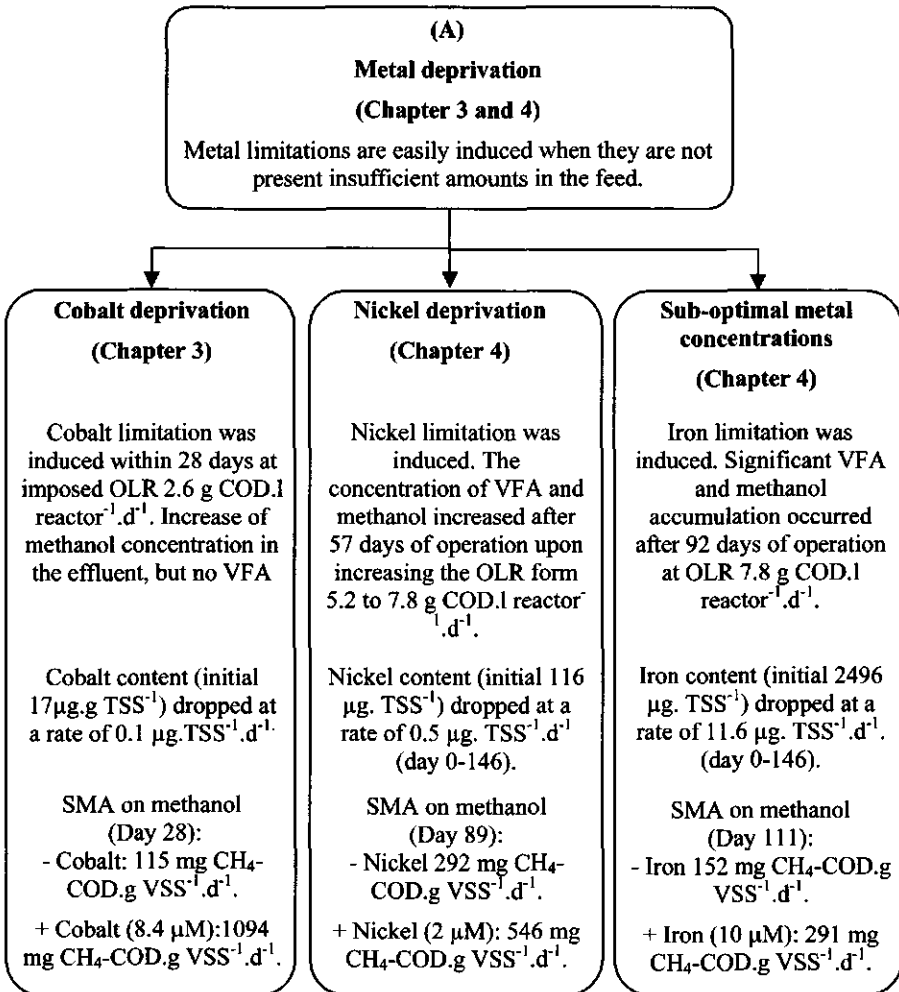 (A)
Metal deprivation
(Chapter 3 and 4)
Metal limitations are easily induced when they are not
present insufficient amounts in the feed.
Cobalt deprivation
(Chapter 3)
Cobalt limitation was
induced within 28 days at
imposed OLR 2.6 g COD.l
reactor⁻¹.d⁻¹. Increase of
methanol concentration in
the effluent, but no VFA
Cobalt content (initial
17µg.g TSS⁻¹) dropped at
a rate of 0.1 µg.TSS⁻¹.d⁻¹.
SMA on methanol
(Day 28):
- Cobalt: 115 mg CH₄-
COD.g VSS⁻¹.d⁻¹.
+ Cobalt (8.4 µM):1094
mg CH₄-COD.g VSS⁻¹.d⁻¹.
Nickel deprivation
(Chapter 4)
Nickel limitation was
induced. The
concentration of VFA and
methanol increased after
57 days of operation upon
increasing the OLR form
5.2 to 7.8 g COD.l reactor⁻
¹.d⁻¹.
Nickel content (initial 116
µg. TSS⁻¹) dropped at a
rate of 0.5 µg. TSS⁻¹.d⁻¹
(day 0-146).
SMA on methanol
(Day 89):
- Nickel 292 mg CH₄-
COD.g VSS⁻¹.d⁻¹.
+ Nickel (2 µM): 546 mg
CH₄-COD.g VSS⁻¹.d⁻¹.
Sub-optimal metal
concentrations
(Chapter 4)
Iron limitation was
induced. Significant VFA
and methanol
accumulation occurred
after 92 days of operation
at OLR 7.8 g COD.l
reactor⁻¹.d⁻¹.
Iron content (initial 2496
µg. TSS⁻¹) dropped at a
rate of 11.6 µg. TSS⁻¹.d⁻¹.
(day 0-146).
SMA on methanol
(Day 111):
- Iron 152 mg CH₄-COD.g
VSS⁻¹.d⁻¹.
+ Iron (10 µM): 291 mg
CH₄-COD.g VSS⁻¹.d⁻¹.